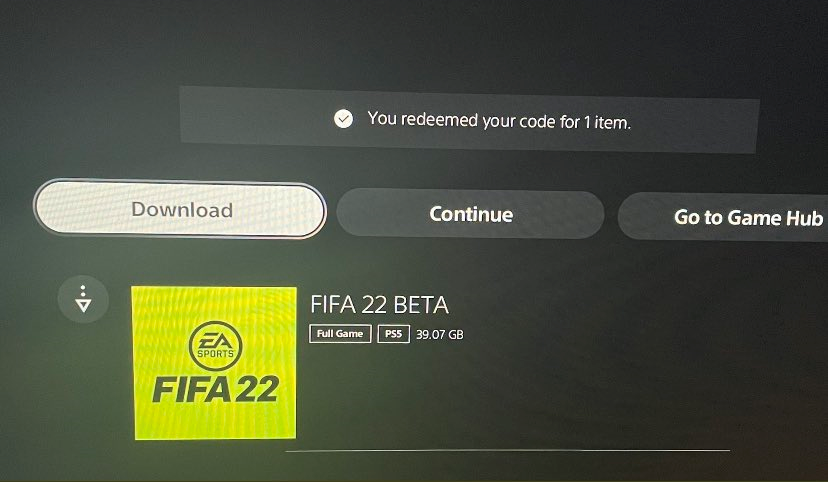 You redeemed your code for 1 item.
Download
Continue
Go to Game Hub
FIFA 22 BETA
Full Game PS5 39.07 GB
EA
SPORTS
FIFA 22